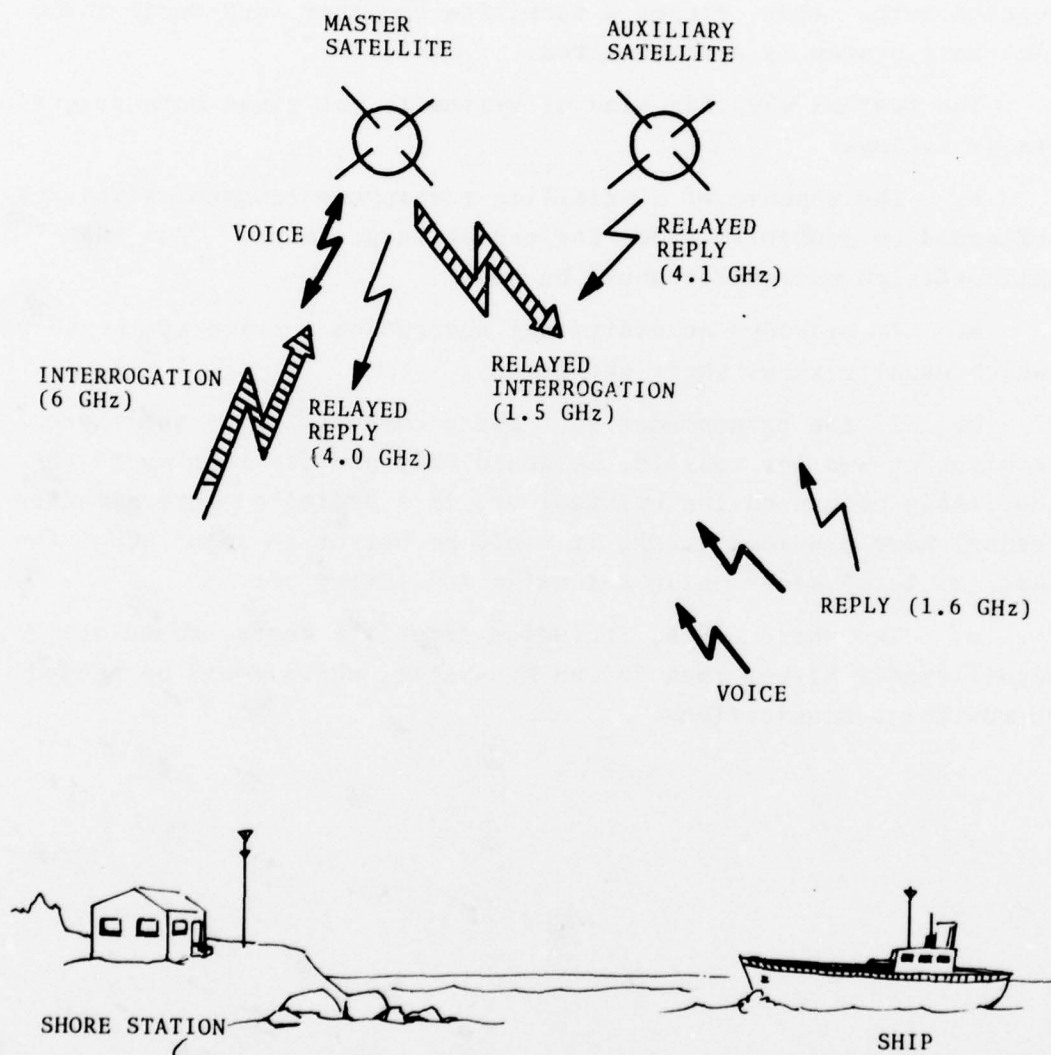 MASTER
SATELLITE
AUXILIARY
SATELLITE
VOICE
RELAYED
REPLY
(4.1 GHz)
INTERROGATION
(6 GHz)
RELAYED
REPLY
(4.0 GHz)
RELAYED
INTERROGATION
(1.5 GHz)
REPLY (1.6 GHz)
VOICE
SHORE STATION
SHIP